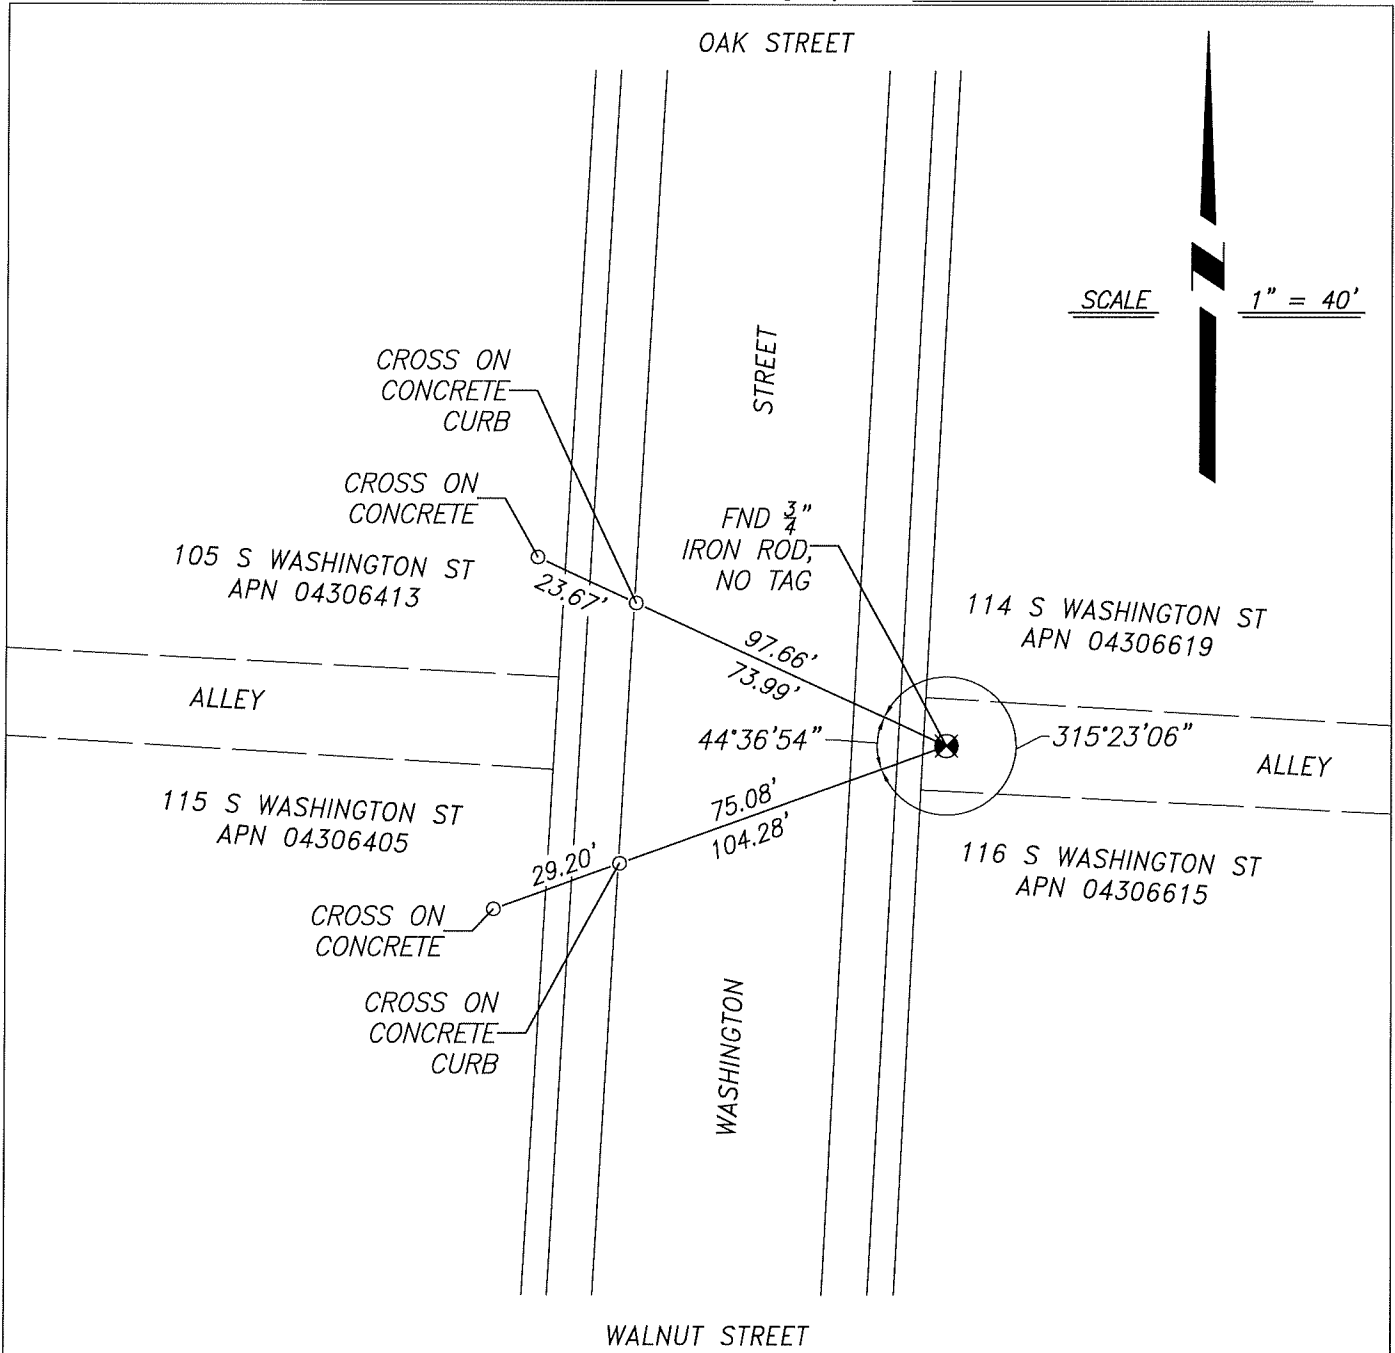 OAK STREET
SCALE 1" = 40'
CROSS ON
CONCRETE
CURB
STREET
CROSS ON
CONCRETE
FND 3/4"
IRON ROD,
NO TAG
105 S WASHINGTON ST
APN 04306413
23.67'
114 S WASHINGTON ST
APN 04306619
97.66'
73.99'
ALLEY
44°36'54"
315°23'06"
ALLEY
115 S WASHINGTON ST
APN 04306405
75.08'
104.28'
29.20'
116 S WASHINGTON ST
APN 04306615
CROSS ON
CONCRETE
CROSS ON
CONCRETE
CURB
WASHINGTON
WALNUT STREET